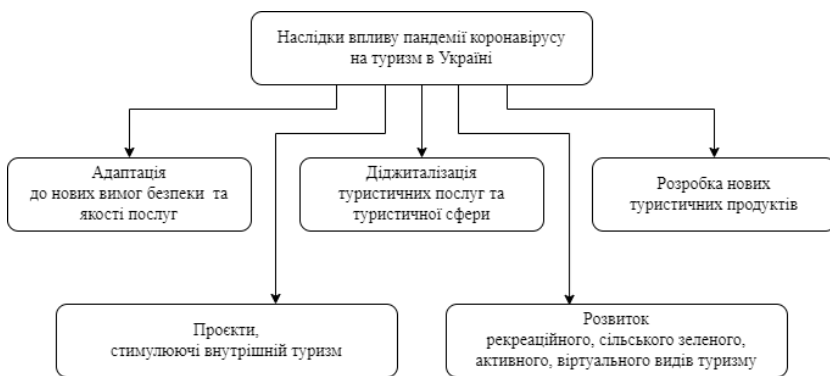 Наслідки впливу пандемії коронавірусу
на туризм в Україні
Адаптація
до нових вимог безпеки та
якості послуг
Діджиталізація
туристичних послуг та
туристичної сфери
Розробка нових
туристичних продуктів
Проєкти,
стимулюючі внутрішній туризм
Розвиток
рекреаційного, сільського зеленого,
активного, віртуального видів туризму